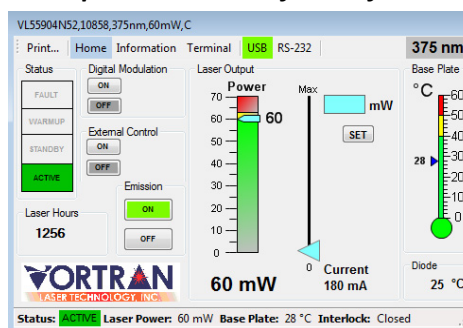 VL55904N52,10858,375nm,60mW,C
Print... Home Information Terminal USB RS-232 375 nm
Status Digital Modulation Laser Output Base Plate
FAULT
WARMUP
STANDBY
ACTIVE
ON
OFF
External Control
ON
OFF
Emission
ON
OFF
Laser Hours
1256
Power
70
60
50
40
30
20
10
0
60
60 mW
Max
0
mW
SET
Current
180 mA
°C
60
50
40
30
20
10
0
28
Diode
25 °C
VORTRAN
LASER TECHNOLOGY, INC.
Status: ACTIVE Laser Power: 60 mW Base Plate: 28 °C Interlock: Closed